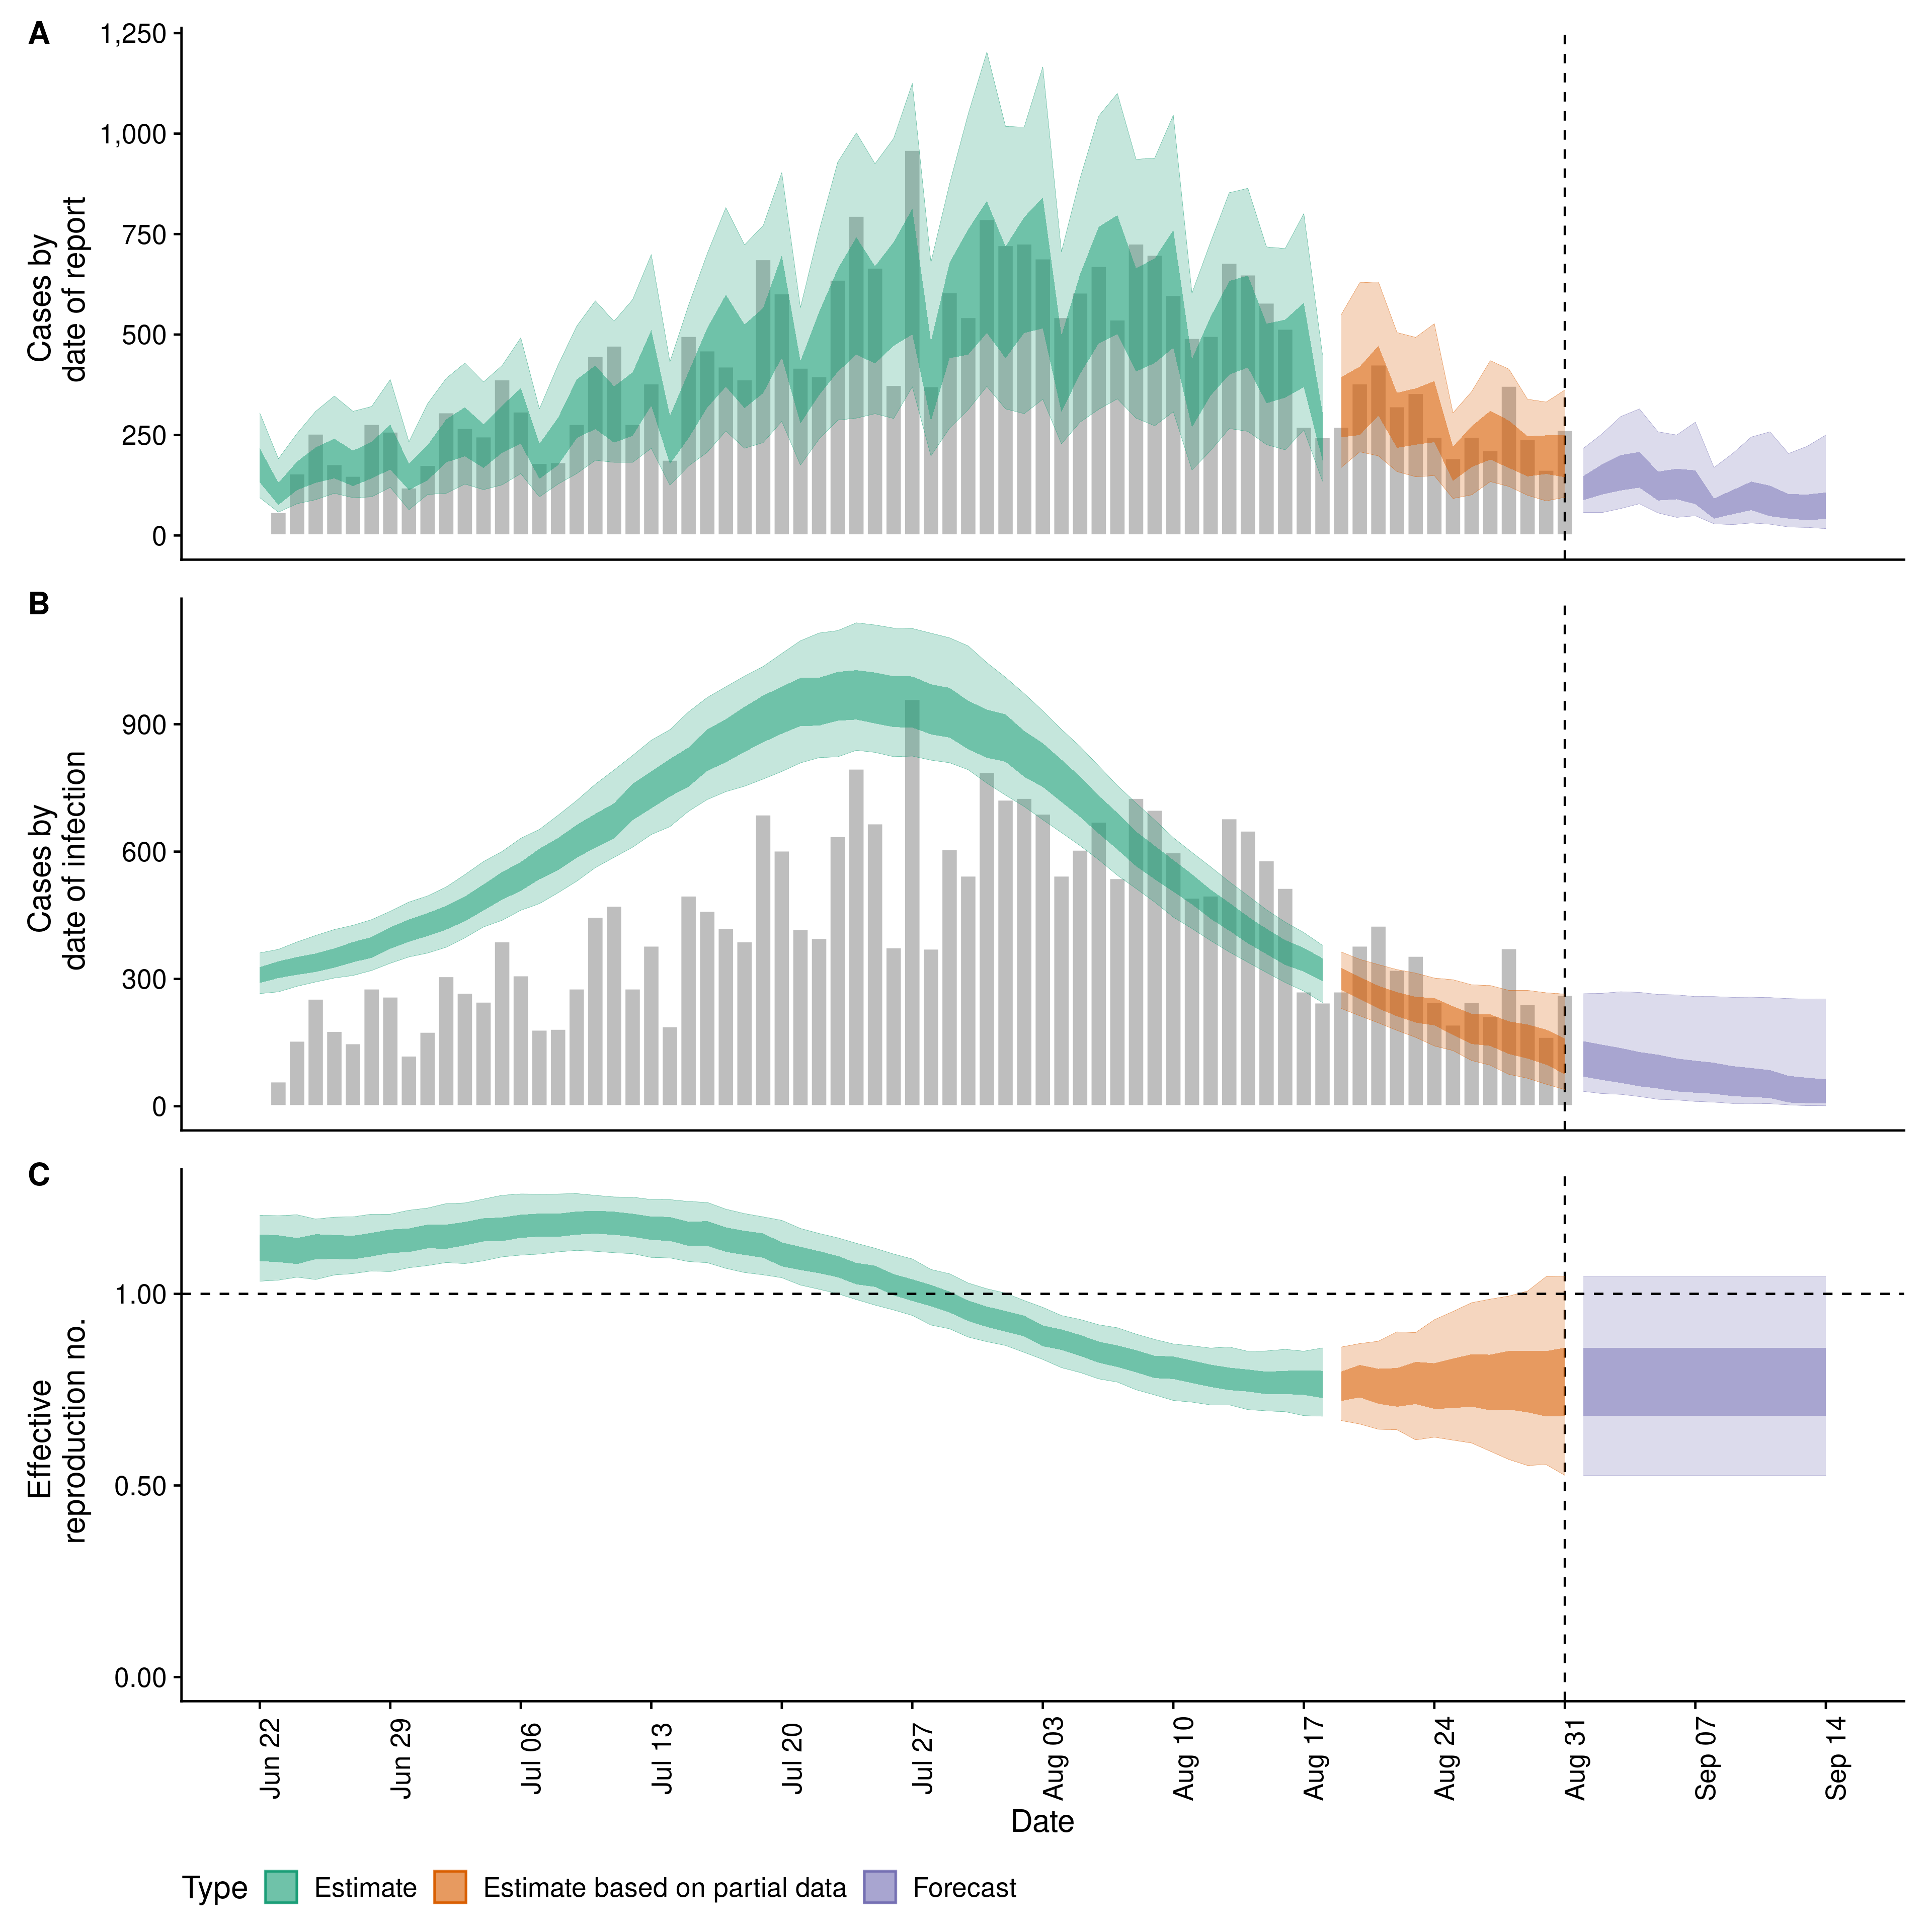 A
Cases by
date of report
1,250
1,000
750
500
250
0
B
Cases by
date of infection
900
600
300
0
C
Effective
reproduction no.
1.00
0.50
0.00
Jun 22
Jun 29
Jul 06
Jul 13
Jul 20
Jul 27
Aug 03
Aug 10
Aug 17
Aug 24
Aug 31
Sep 07
Sep 14
Date
Type Estimate Estimate based on partial data Forecast